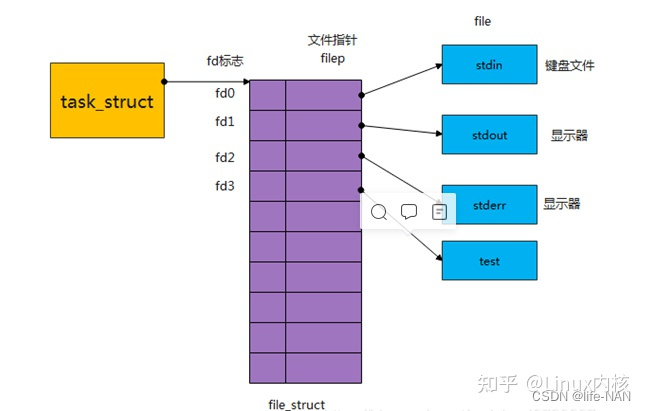 file
文件指针
filep
fd标志
task_struct
stdin
键盘文件
fd0
fd1
stdout
显示器
fd2
fd3
stderr
显示器
test
file_struct
知乎 @Linux内核
CSDN @life-NAN